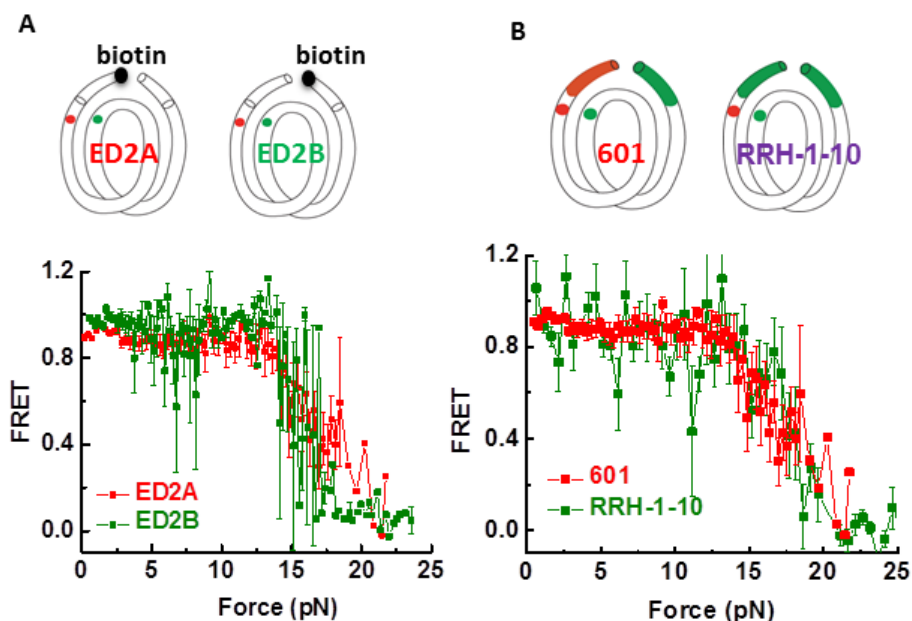 A
biotin
biotin
ED2A
ED2B
1.2
0.8
0.4
0.0
FRET
ED2A
ED2B
0 5 10 15 20 25
Force (pN)
B
601
RRH-1-10
1.2
0.8
0.4
0.0
FRET
601
RRH-1-10
0 5 10 15 20 25
Force (pN)